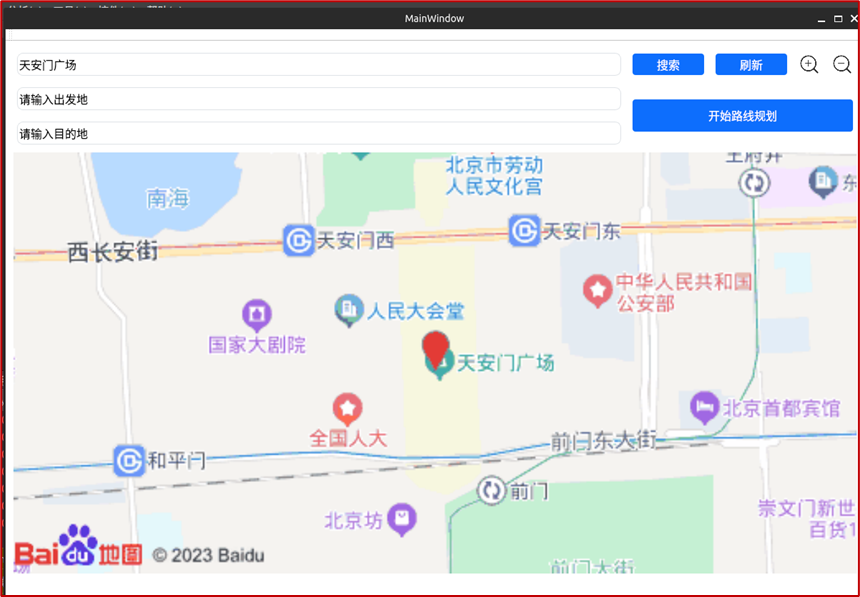 MainWindow
天安门广场
搜索
刷新
请输入出发地
请输入目的地
开始路线规划
北京市劳动
人民文化宫
王府井
南海
东
西长安街
天安门西
天安门东
中华人民共和国
公安部
人民大会堂
国家大剧院
天安门广场
北京首都宾馆
全国人大
前门东大街
和平门
前门
北京坊
崇文门新世
百货1
Bai du 地图 © 2023 Baidu
前门大街
场